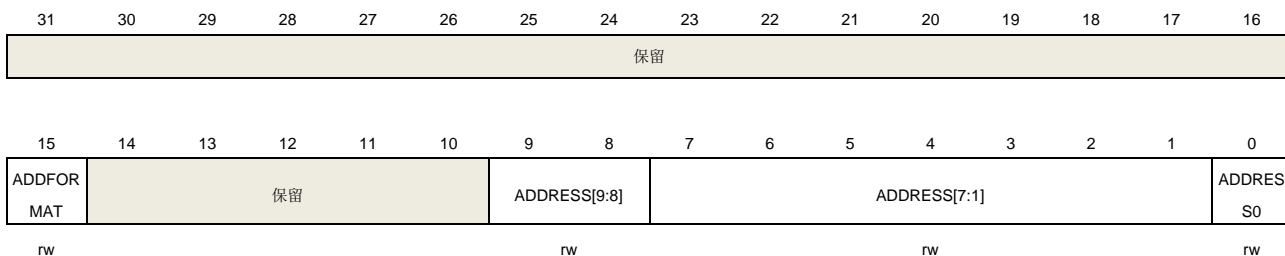 31 30 29 28 27 26 25 24 23 22 21 20 19 18 17 16
保留
15 14 13 12 11 10 9 8 7 6 5 4 3 2 1 0
ADDFOR
MAT
保留
ADDRESS[9:8]
ADDRESS[7:1]
ADDRES
S0
rw rw rw rw